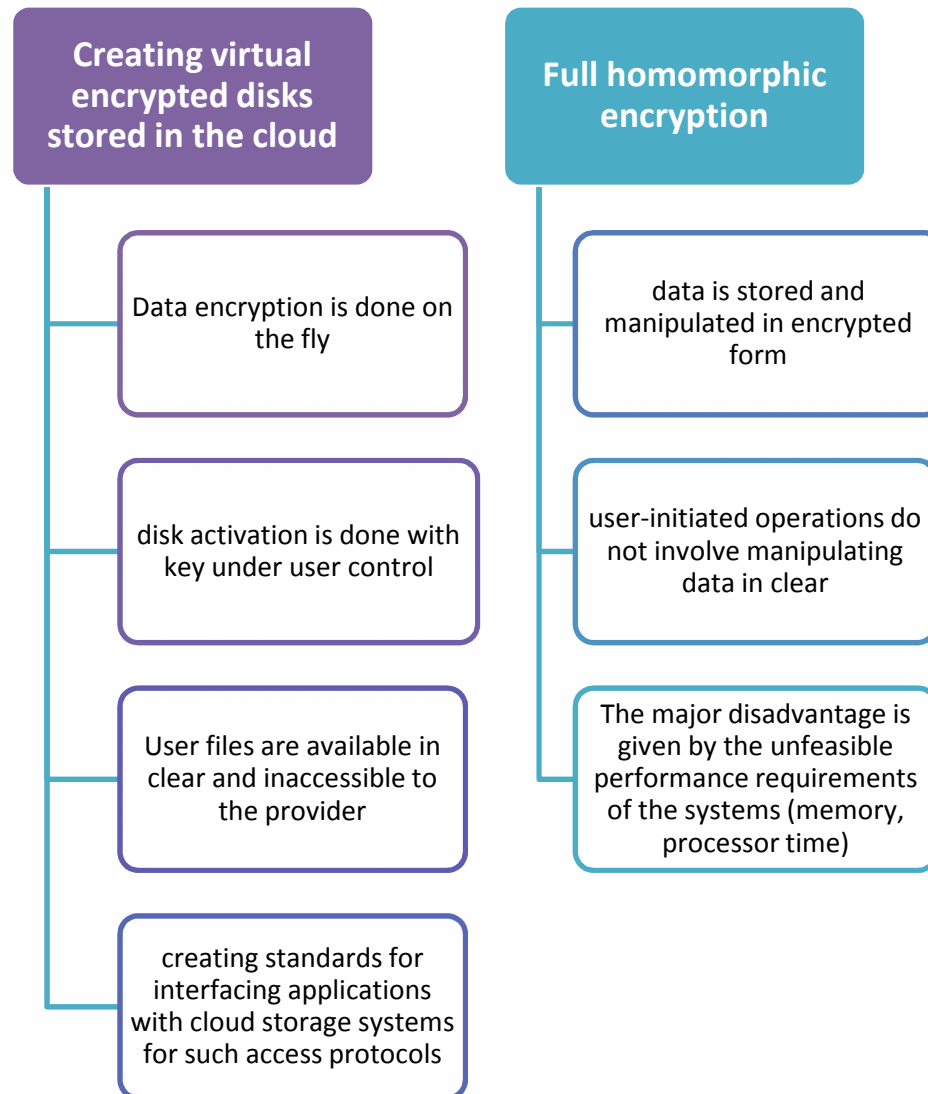 Creating virtual
encrypted disks
stored in the cloud
Data encryption is done on
the fly
disk activation is done with
key under user control
User files are available in
clear and inaccessible to
the provider
creating standards for
interfacing applications
with cloud storage systems
for such access protocols
Full homomorphic
encryption
data is stored and
manipulated in encrypted
form
user-initiated operations do
not involve manipulating
data in clear
The major disadvantage is
given by the unfeasible
performance requirements
of the systems (memory,
processor time)